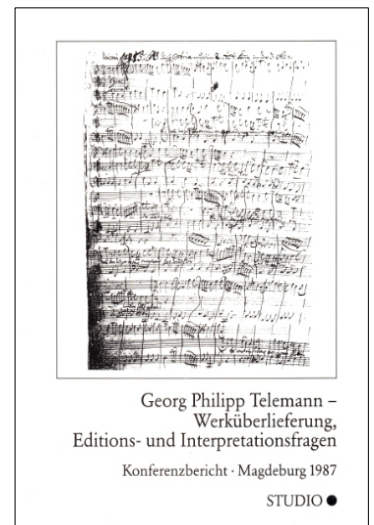 Georg Philipp Telemann –
Werküberlieferung,
Editions- und Interpretationsfragen
Konferenzbericht · Magdeburg 1987
STUDIO ●